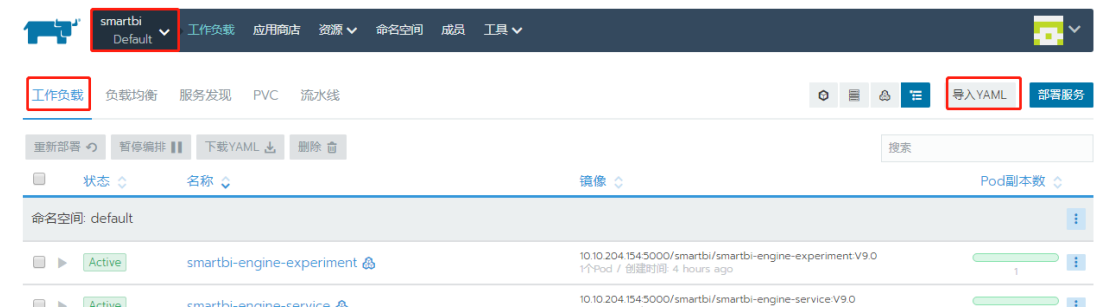 smartbi
Default
工作负载 应用商店 资源 命名空间 成员 工具
工作负载 负载均衡 服务发现 PVC 流水线 导入YAML 部署服务
重新部署 暂停编排 下载YAML 删除 搜索
状态 名称 镜像 Pod副本数
命名空间: default
Active smartbi-engine-experiment 10.10.204.154:5000/smartbi/smartbi-engine-experiment:V9.0
1个Pod / 创建时间: 4 hours ago 1
Active smartbi-engine-service 10.10.204.154:5000/smartbi/smartbi-engine-service:V9.0